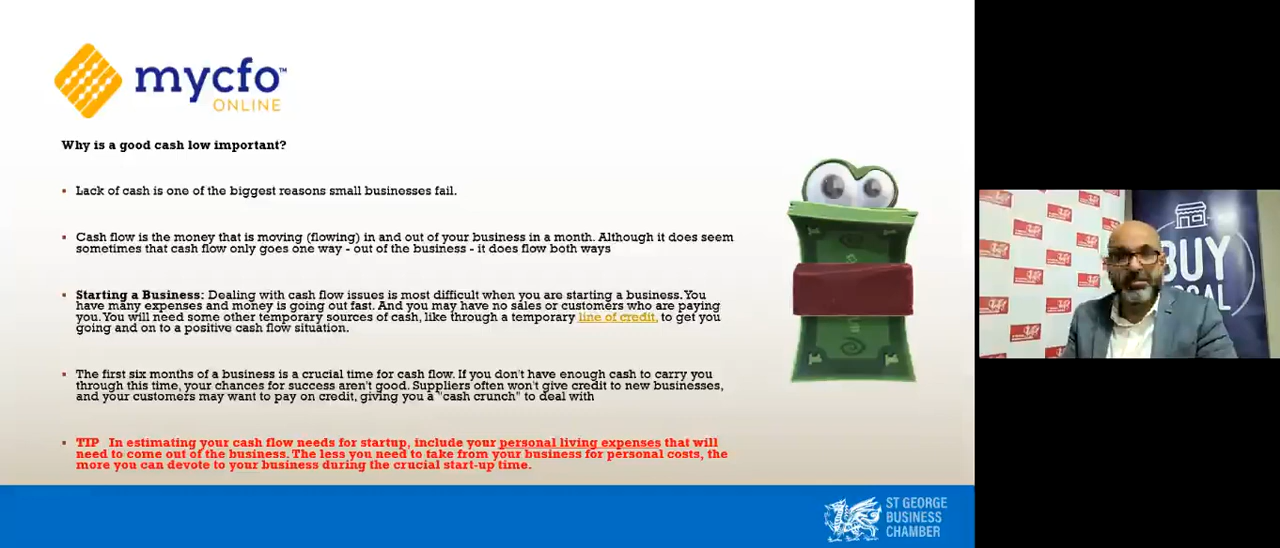 mycfo™
ONLINE
Why is a good cash low important?
• Lack of cash is one of the biggest reasons small businesses fail.
• Cash flow is the money that is moving (flowing) in and out of your business in a month. Although it does seem
sometimes that cash flow only goes one way - out of the business - it does flow both ways
• Starting a Business: Dealing with cash flow issues is most difficult when you are starting a business. You
have many expenses and money is going out fast. And you may have no sales or customers who are paying
you. You will need some other temporary sources of cash, like through a temporary line of credit, to get you
going and on to a positive cash flow situation.
• The first six months of a business is a crucial time for cash flow. If you don't have enough cash to carry you
through this time, your chances for success aren't good. Suppliers often won't give credit to new businesses,
and your customers may want to pay on credit, giving you a "cash crunch" to deal with
• TIP In estimating your cash flow needs for startup, include your personal living expenses that will
need to come out of the business. The less you need to take from your business for personal costs, the
more you can devote to your business during the crucial start-up time.
ST GEORGE
BUSINESS
CHAMBER
BUY